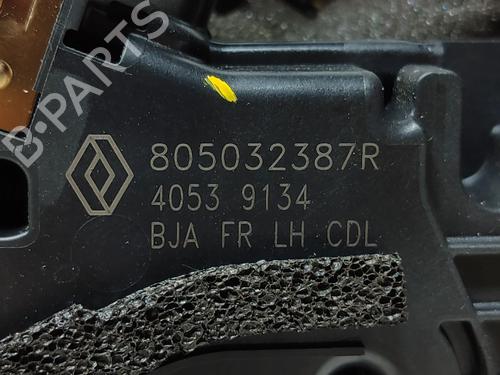 B-PARTS
805032387R
4053 9134
BJA FR LH CDL